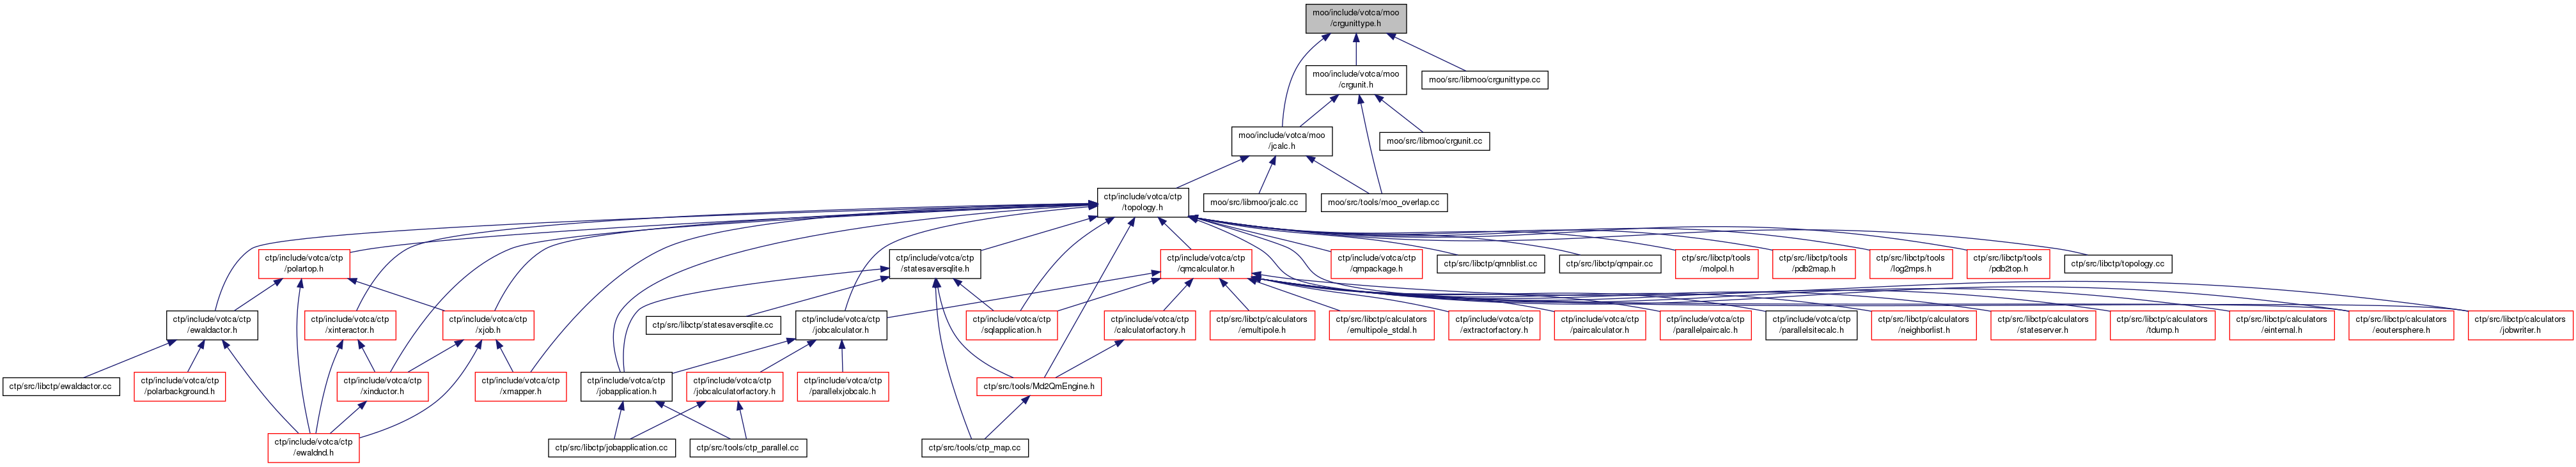 moo/include/votca/moo
/crgunittype.h
moo/include/votca/moo
/crgunit.h
moo/src/libmoo/crgunittype.cc
moo/include/votca/moo
/jcalc.h
moo/src/libmoo/crgunit.cc
ctp/include/votca/ctp
/topology.h
moo/src/libmoo/jcalc.cc
moo/src/tools/moo_overlap.cc
ctp/include/votca/ctp
/polartop.h
ctp/include/votca/ctp
/statesaversqlite.h
ctp/include/votca/ctp
/qmcalculator.h
ctp/include/votca/ctp
/qmpackage.h
ctp/src/libctp/qmnblist.cc
ctp/src/libctp/qmpair.cc
ctp/src/libctp/tools
/molpol.h
ctp/src/libctp/tools
/pdb2map.h
ctp/src/libctp/tools
/log2mps.h
ctp/src/libctp/tools
/pdb2top.h
ctp/src/libctp/topology.cc
ctp/include/votca/ctp
/ewaldactor.h
ctp/include/votca/ctp
/xinteractor.h
ctp/include/votca/ctp
/xjob.h
ctp/src/libctp/statesaversqlite.cc
ctp/include/votca/ctp
/jobcalculator.h
ctp/include/votca/ctp
/sqlapplication.h
ctp/include/votca/ctp
/calculatorfactory.h
ctp/src/libctp/calculators
/emultipole.h
ctp/src/libctp/calculators
/emultipole_stdal.h
ctp/include/votca/ctp
/extractorfactory.h
ctp/include/votca/ctp
/paircalculator.h
ctp/include/votca/ctp
/parallelpaircalc.h
ctp/include/votca/ctp
/parallelsitecalc.h
ctp/src/libctp/calculators
/neighborlist.h
ctp/src/libctp/calculators
/stateserver.h
ctp/src/libctp/calculators
/tdump.h
ctp/src/libctp/calculators
/einternal.h
ctp/src/libctp/calculators
/eoutersphere.h
ctp/src/libctp/calculators
/jobwriter.h
ctp/src/libctp/ewaldactor.cc
ctp/include/votca/ctp
/polarbackground.h
ctp/include/votca/ctp
/xinductor.h
ctp/include/votca/ctp
/xmapper.h
ctp/include/votca/ctp
/jobapplication.h
ctp/include/votca/ctp
/jobcalculatorfactory.h
ctp/include/votca/ctp
/parallelxjobcalc.h
ctp/src/tools/Md2QmEngine.h
ctp/include/votca/ctp
/ewaldnd.h
ctp/src/libctp/jobapplication.cc
ctp/src/tools/ctp_parallel.cc
ctp/src/tools/ctp_map.cc